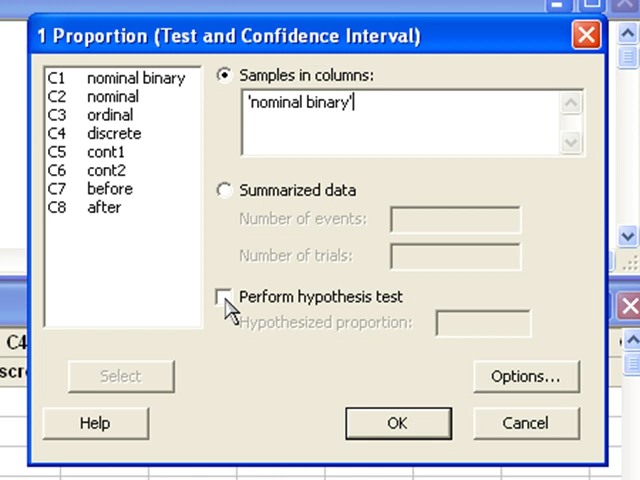 1 Proportion (Test and Confidence Interval)
C1 nominal binary
C2 nominal
C3 ordinal
C4 discrete
C5 cont1
C6 cont2
C7 before
C8 after
Samples in columns:
'nominal binary'
Summarized data
Number of events:
Number of trials:
Perform hypothesis test
Hypothesized proportion:
Select
Options...
Help
OK
Cancel
C4
scre